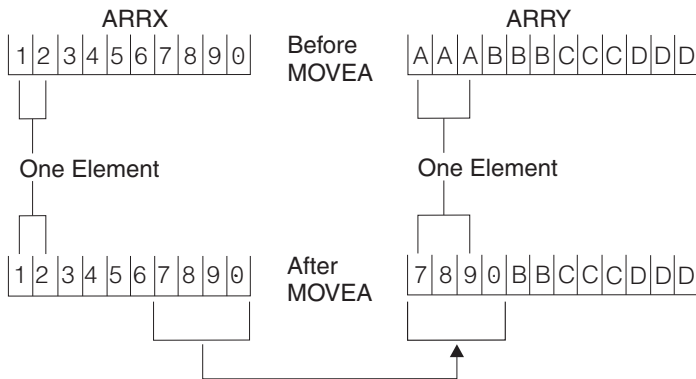 ARRX ARRY
1 2 3 4 5 6 7 8 9 0 Before A A A B B B C C C D D D
MOVEA
One Element One Element
1 2 3 4 5 6 7 8 9 0 After 7 8 9 0 B B C C C D D D
MOVEA